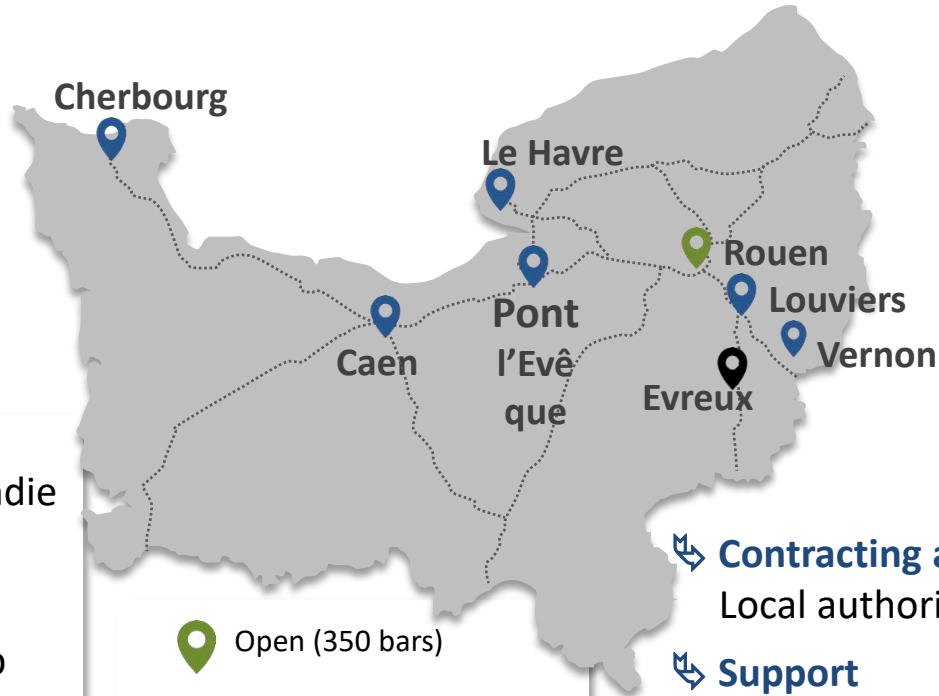 Cherbourg
Le Havre
Rouen
Louviers
Pont
l'Evê
que
Caen
Vernon
Evreux
Open (350 bars)
Local authori
Support
Contracting